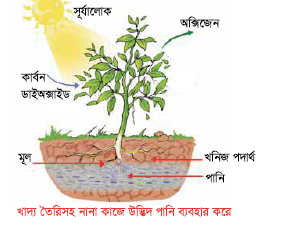 সূর্যালোক
অক্সিজেন
কার্বন
ডাইঅক্সাইড
মূল
খনিজ পদার্থ
পানি
খাদ্য তৈরিসহ নানা কাজে উদ্ভিদ পানি ব্যবহার করে